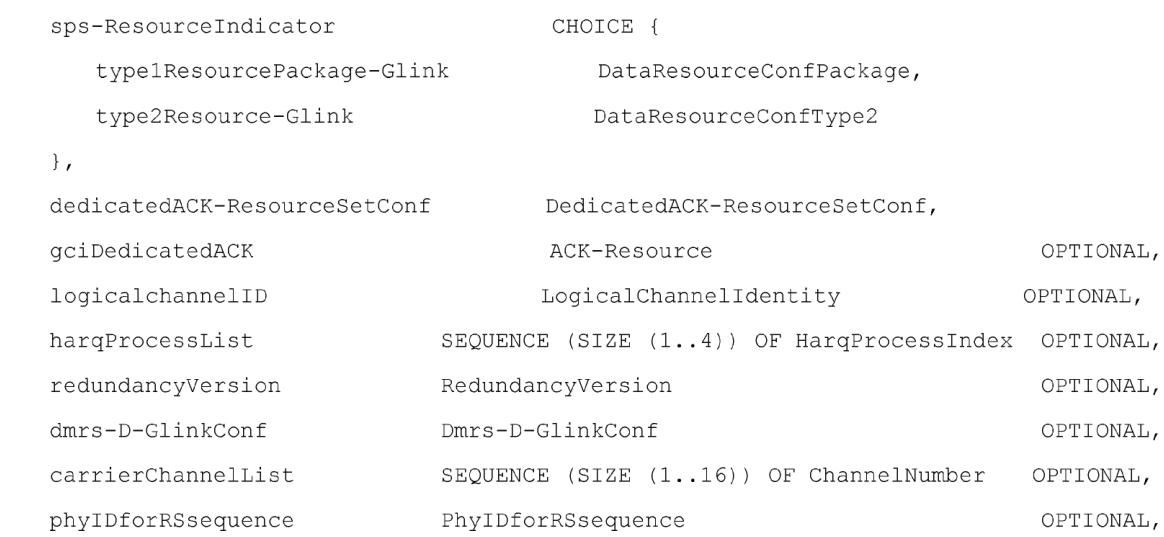 sps-ResourceIndicator CHOICE {
type1ResourcePackage-Glink DataResourceConfPackage,
type2Resource-Glink DataResourceConfType2
},
dedicatedACK-ResourceSetConf DedicatedACK-ResourceSetConf,
gciDedicatedACK ACK-Resource OPTIONAL,
logicalchannelID LogicalChannelIdentity OPTIONAL,
harqProcessList SEQUENCE (SIZE (1..4)) OF HarqProcessIndex OPTIONAL,
redundancyVersion RedundancyVersion OPTIONAL,
dmrs-D-GlinkConf Dmrs-D-GlinkConf OPTIONAL,
carrierChannelList SEQUENCE (SIZE (1..16)) OF ChannelNumber OPTIONAL,
phyIDforRSsequence PhyIDforRSsequence OPTIONAL,